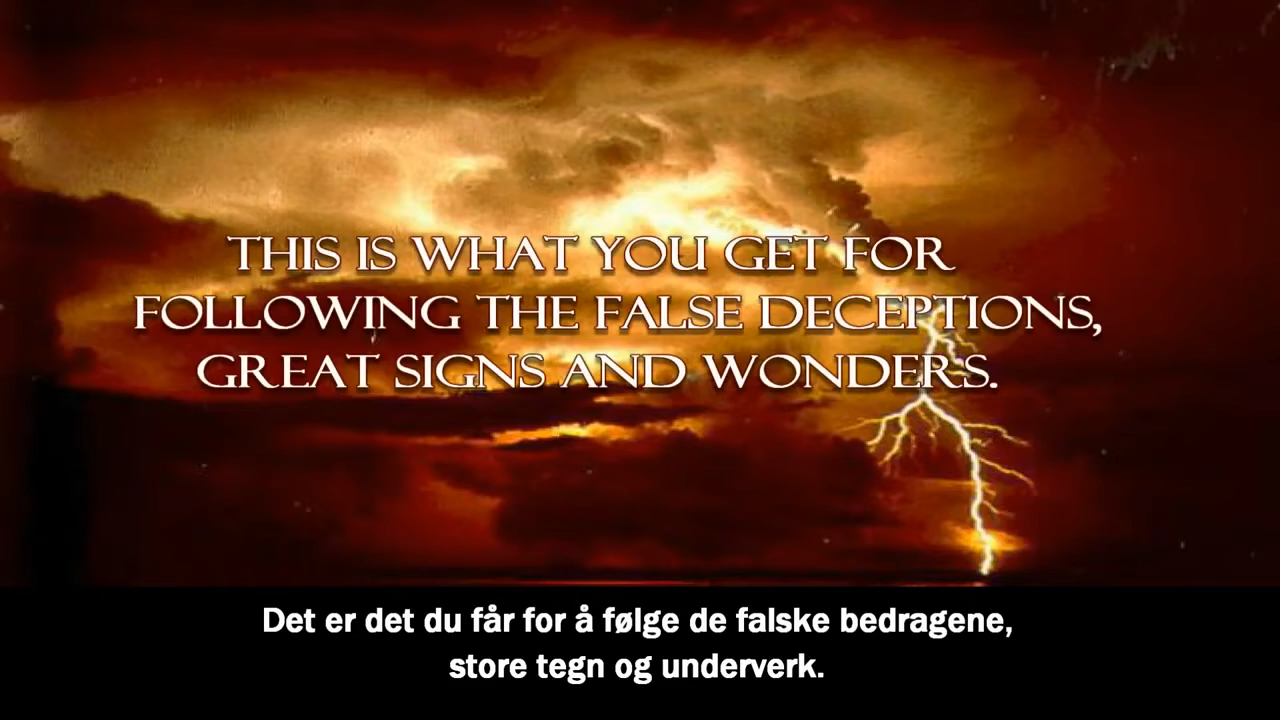 THIS IS WHAT YOU GET FOR
FOLLOWING THE FALSE DECEPTIONS,
GREAT SIGNS AND WONDERS.
Det er det du får for å følge de falske bedragene,
store tegn og underverk.